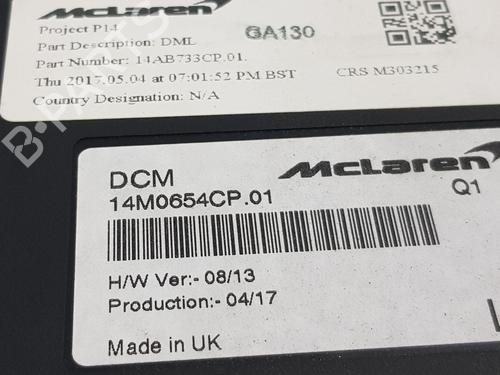 McLaren
Project P14
Part Description: DML
GA130
Part Number: 14AB733CP.01.
Thu 2017.05.04 at 07:01:52 PM BST
CRS M303215
Country Designation: N/A
B-PARTS
DCM
McLaren
14M0654CP.01
Q1
H/W Ver:- 08/13
Production:- 04/17
Made in UK